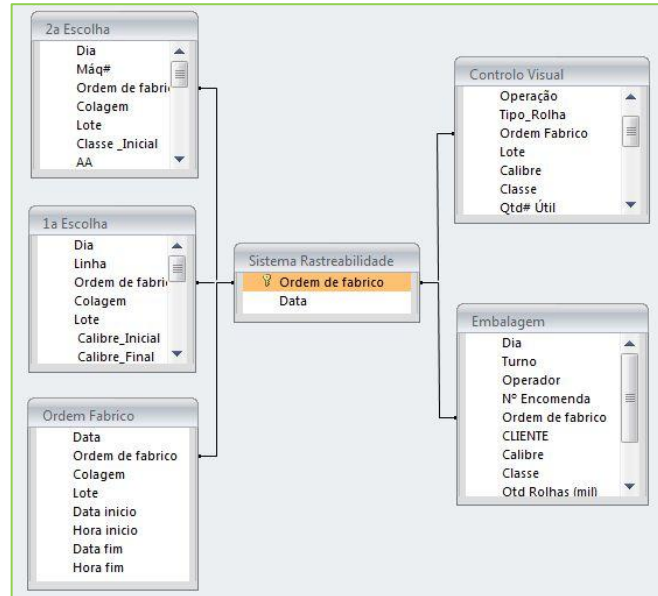 2a Escolha
Dia
Máq#
Ordem de fabri
Colagem
Lote
Classe _Inicial
AA
1a Escolha
Dia
Linha
Ordem de fabri
Colagem
Lote
Calibre_Inicial
Calibre_Final
Ordem Fabrico
Data
Ordem de fabrico
Colagem
Lote
Data inicio
Hora inicio
Data fim
Hora fim
Sistema Rastreabilidade
Ordem de fabrico
Data
Controlo Visual
Operação
Tipo_Rolha
Ordem Fabrico
Lote
Calibre
Classe
Qtd# Útil
Embalagem
Dia
Turno
Operador
Nº Encomenda
Ordem de fabrico
CLIENTE
Calibre
Classe
Qtd Rolhas (mil)